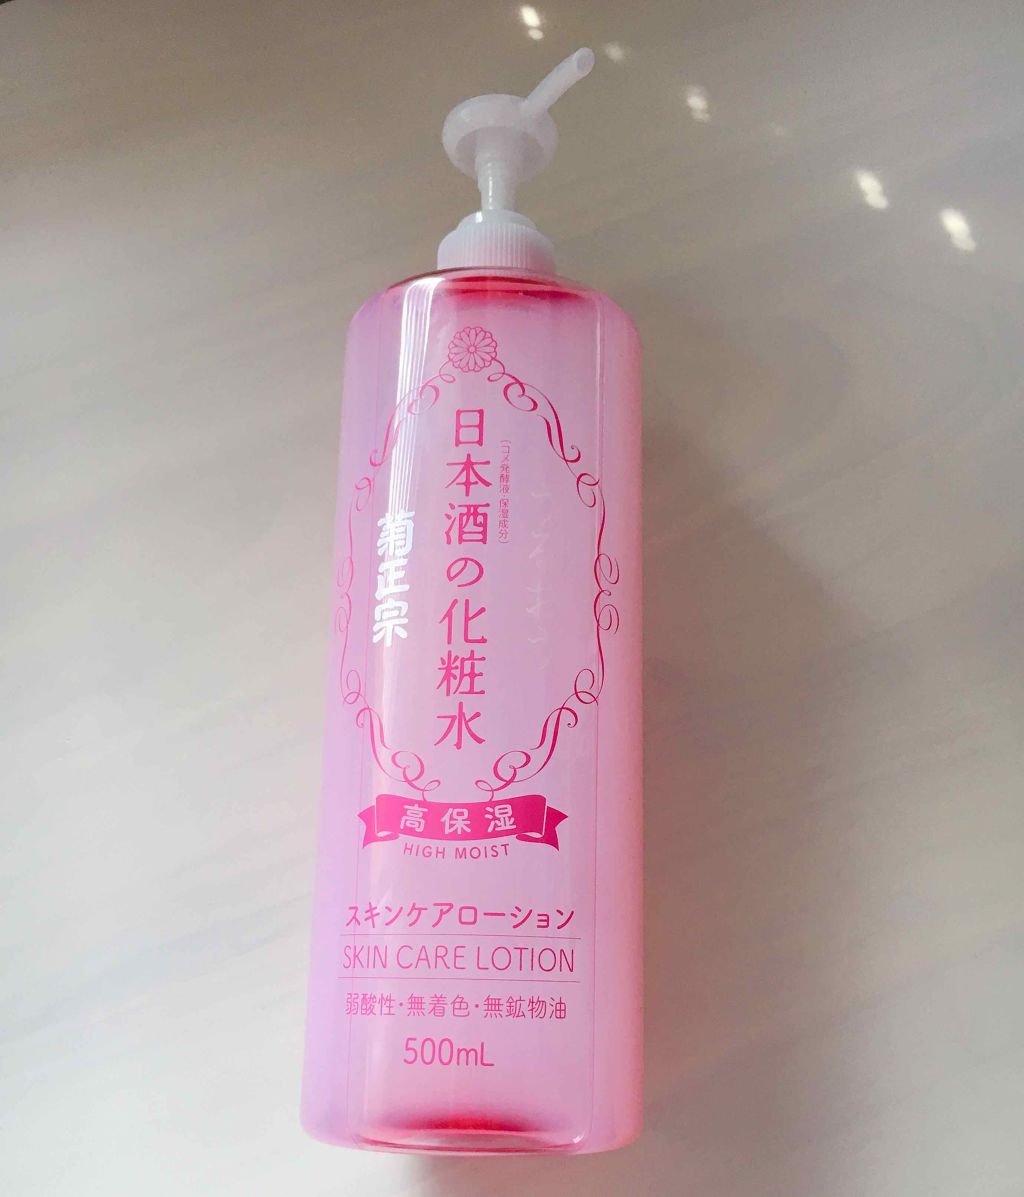 日本酒の化粧水
(コメ発酵液 保湿成分)
菊正宗
高保湿
HIGH MOIST
スキンケアローション
SKIN CARE LOTION
弱酸性・無着色・無鉱物油
500mL